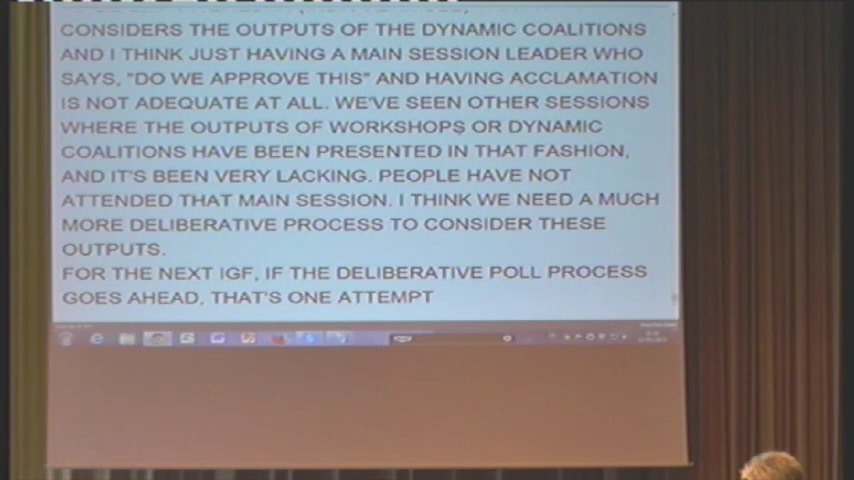 CONSIDERS THE OUTPUTS OF THE DYNAMIC COALITIONS
AND I THINK JUST HAVING A MAIN SESSION LEADER WHO
SAYS, "DO WE APPROVE THIS" AND HAVING ACCLAMATION
IS NOT ADEQUATE AT ALL. WE'VE SEEN OTHER SESSIONS
WHERE THE OUTPUTS OF WORKSHOPS OR DYNAMIC
COALITIONS HAVE BEEN PRESENTED IN THAT FASHION,
AND IT'S BEEN VERY LACKING. PEOPLE HAVE NOT
ATTENDED THAT MAIN SESSION. I THINK WE NEED A MUCH
MORE DELIBERATIVE PROCESS TO CONSIDER THESE
OUTPUTS.
FOR THE NEXT IGF, IF THE DELIBERATIVE POLL PROCESS
GOES AHEAD, THAT'S ONE ATTEMPT